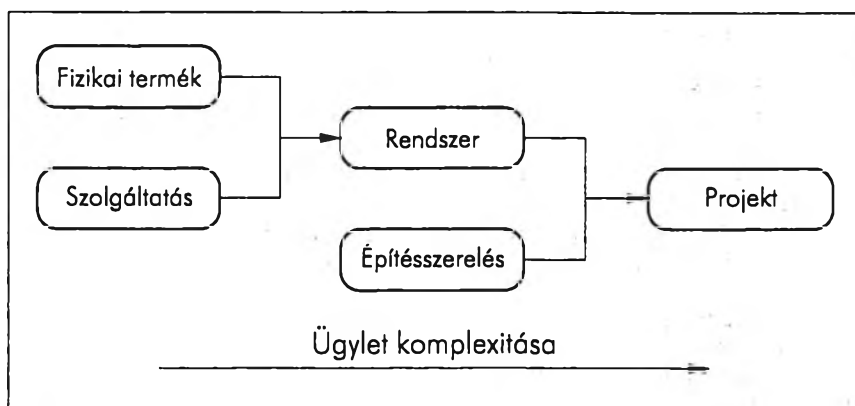 Fizikai termék
Szolgáltatás
Rendszer
Építésszerelés
Projekt
Ügylet komplexitása